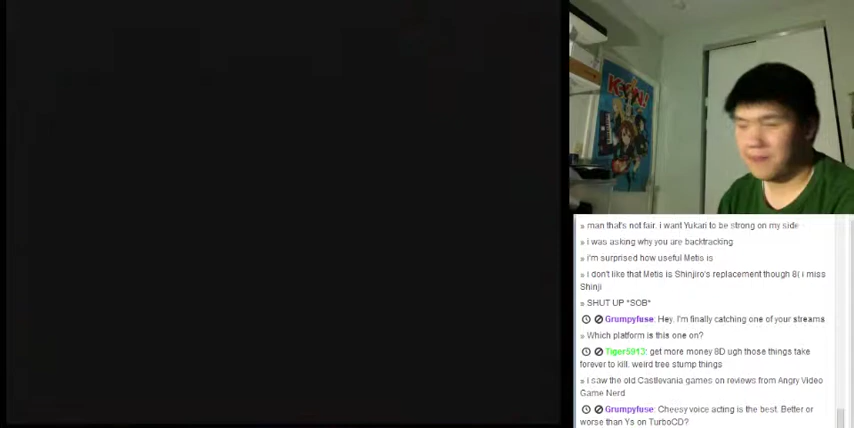 K-ON!
» man that's not fair. i want Yukari to be strong on my side
» i was asking why you are backtracking
» i'm surprised how useful Metis is
» i don't like that Metis is Shinjiro's replacement though 8( i miss
Shinji
» SHUT UP *SOB*
Grumpyfuse: Hey, I'm finally catching one of your streams
» Which platform is this one on?
Tiger5913: get more money 8D ugh those things take
forever to kill. weird tree stump things
» i saw the old Castlevania games on reviews from Angry Video
Game Nerd
Grumpyfuse: Cheesy voice acting is the best. Better or
worse than Ys on TurboCD?